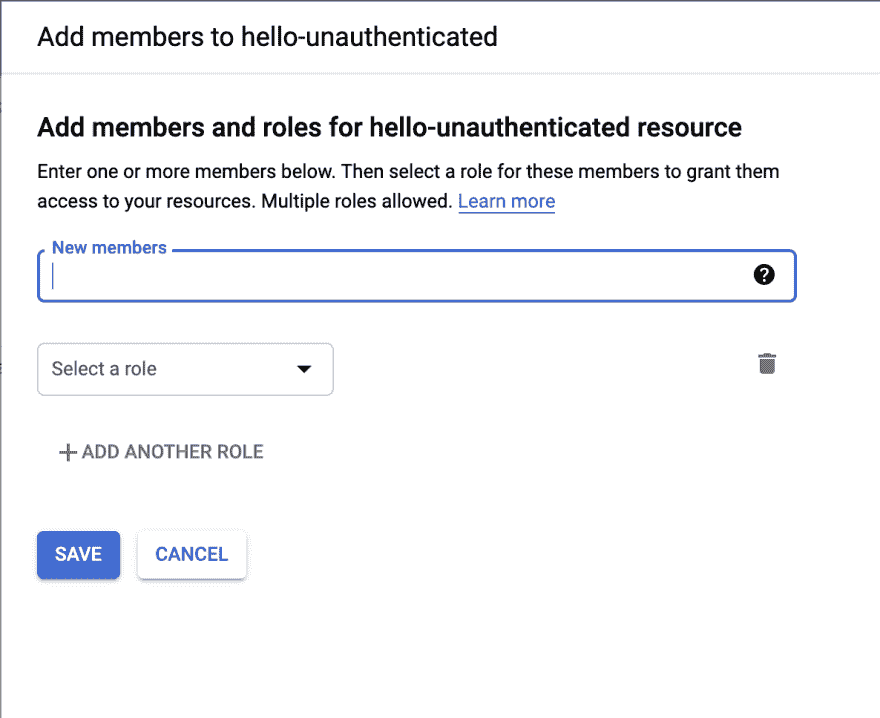 Add members to hello-unauthenticated
Add members and roles for hello-unauthenticated resource
Enter one or more members below. Then select a role for these members to grant them
access to your resources. Multiple roles allowed. Learn more
New members
?
Select a role
+ ADD ANOTHER ROLE
SAVE CANCEL